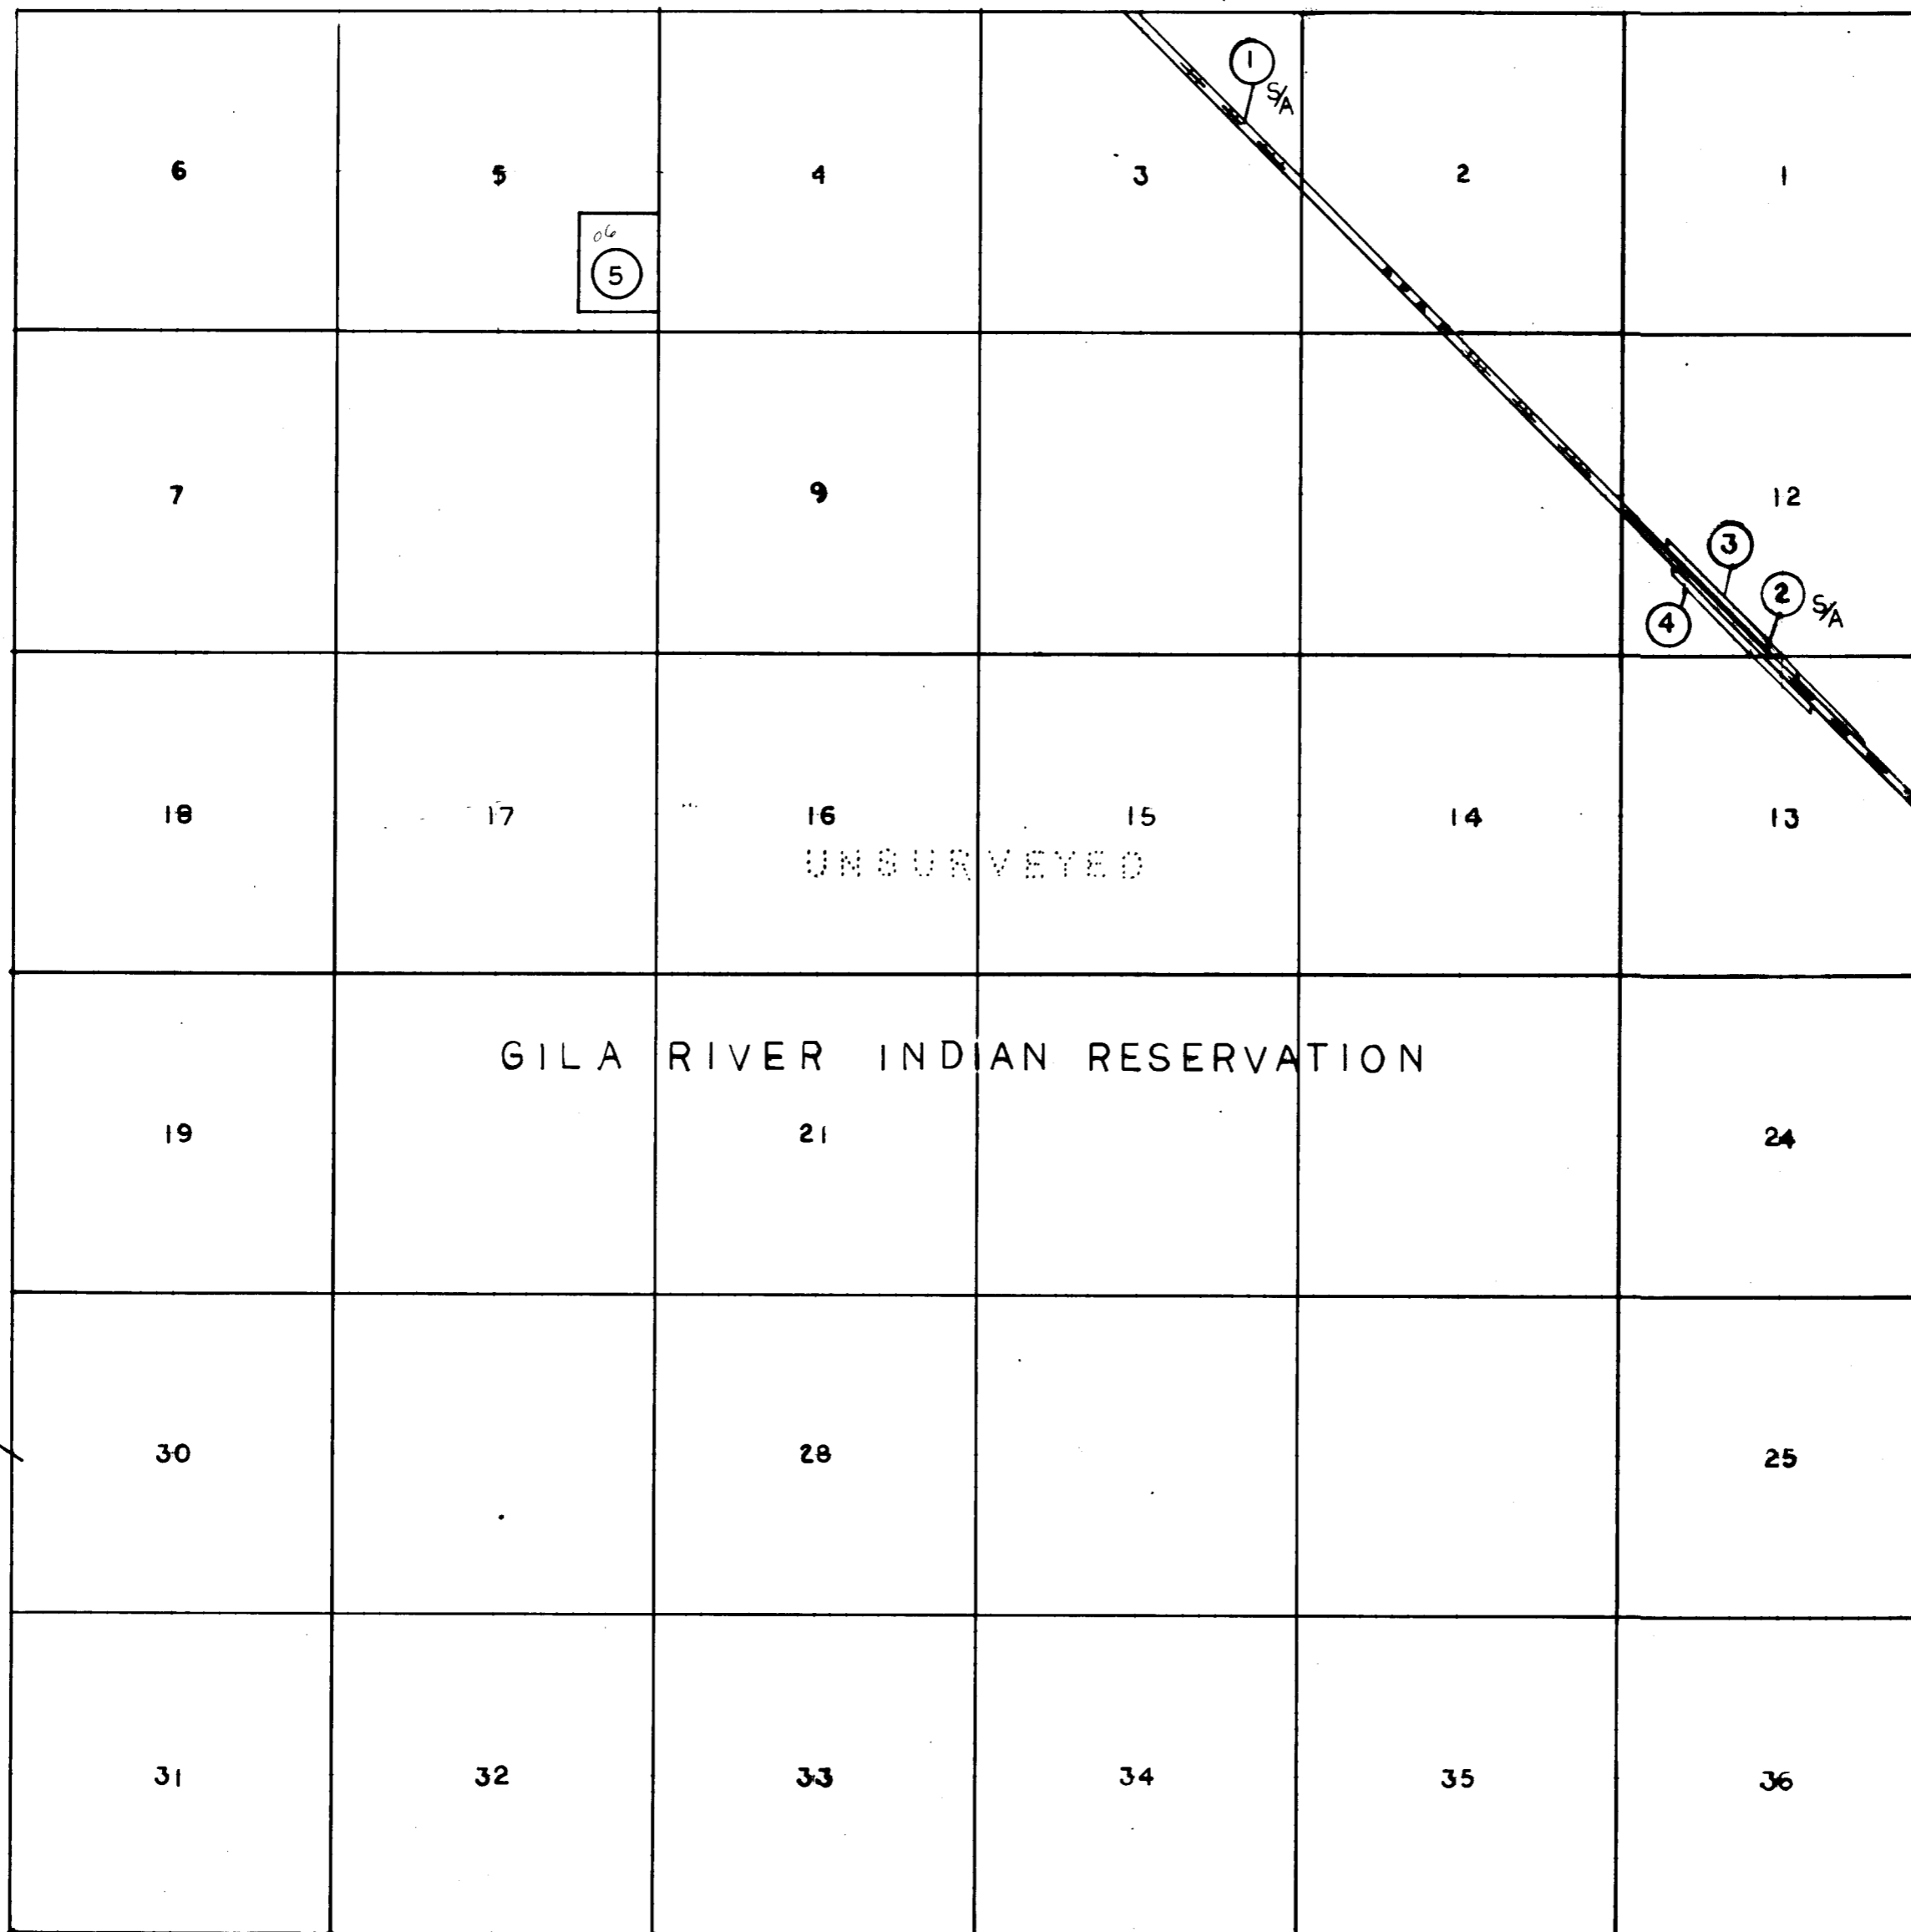 1 S/A
6 5 4 3 2 1
06
5
7 9 12
3
2 S/A
4
18 17 16 15 14 13
UNSURVEYED
GILA RIVER INDIAN RESERVATION
19 21 24
30 28 25
31 32 33 34 35 36